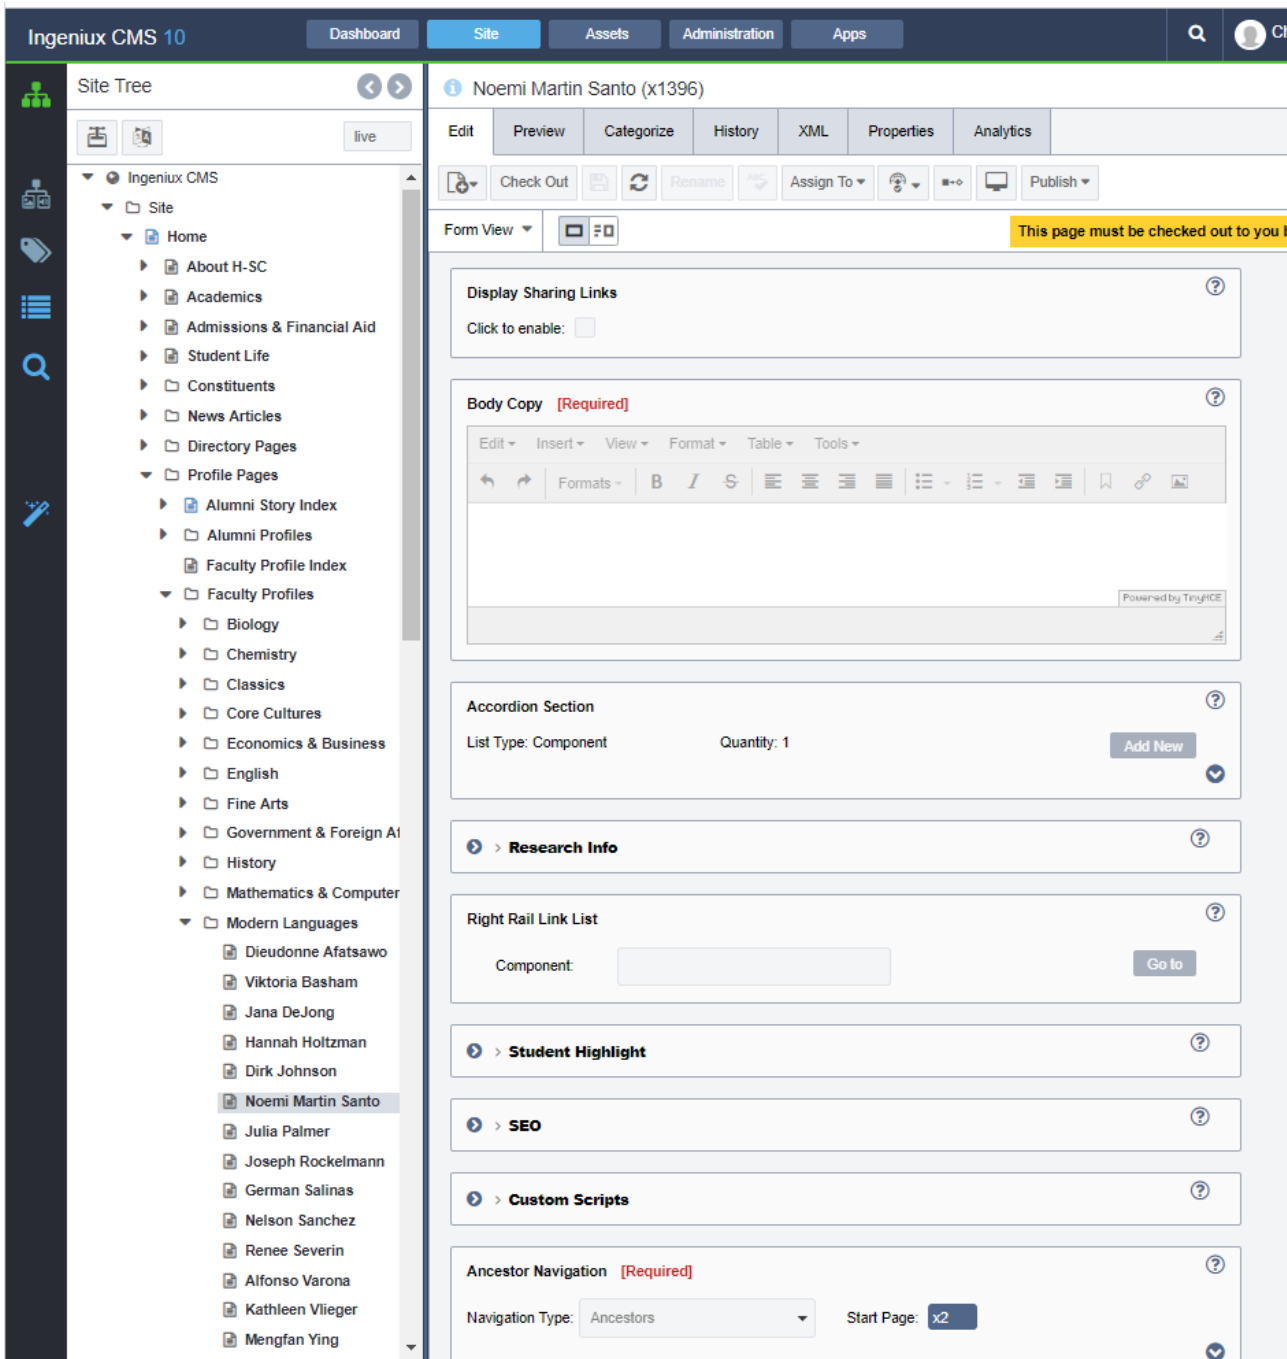 Ingeniux CMS 10
Dashboard
Site
Assets
Administration
Apps
Site Tree
live
Ingeniux CMS
Site
Home
About H-SC
Academics
Admissions & Financial Aid
Student Life
Constituents
News Articles
Directory Pages
Profile Pages
Alumni Story Index
Alumni Profiles
Faculty Profile Index
Faculty Profiles
Biology
Chemistry
Classics
Core Cultures
Economics & Business
English
Fine Arts
Government & Foreign Af
History
Mathematics & Computer
Modern Languages
Dieudonne Afatsawo
Viktoria Basham
Jana DeJong
Hannah Holtzman
Dirk Johnson
Noemi Martin Santo
Julia Palmer
Joseph Rockelmann
German Salinas
Nelson Sanchez
Renee Severin
Alfonso Varona
Kathleen Vlieger
Mengfan Ying
Noemi Martin Santo (x1396)
Edit
Preview
Categorize
History
XML
Properties
Analytics
Check Out
Rename
ABC
Assign To
Publish
Form View
This page must be checked out to you
Display Sharing Links
Click to enable:
Body Copy [Required]
Edit Insert View Format Table Tools
Formats B I S
Powered by TinyMCE
Accordion Section
List Type: Component Quantity: 1
Add New
> Research Info
Right Rail Link List
Component:
Go to
> Student Highlight
> SEO
> Custom Scripts
Ancestor Navigation [Required]
Navigation Type: Ancestors Start Page: x2